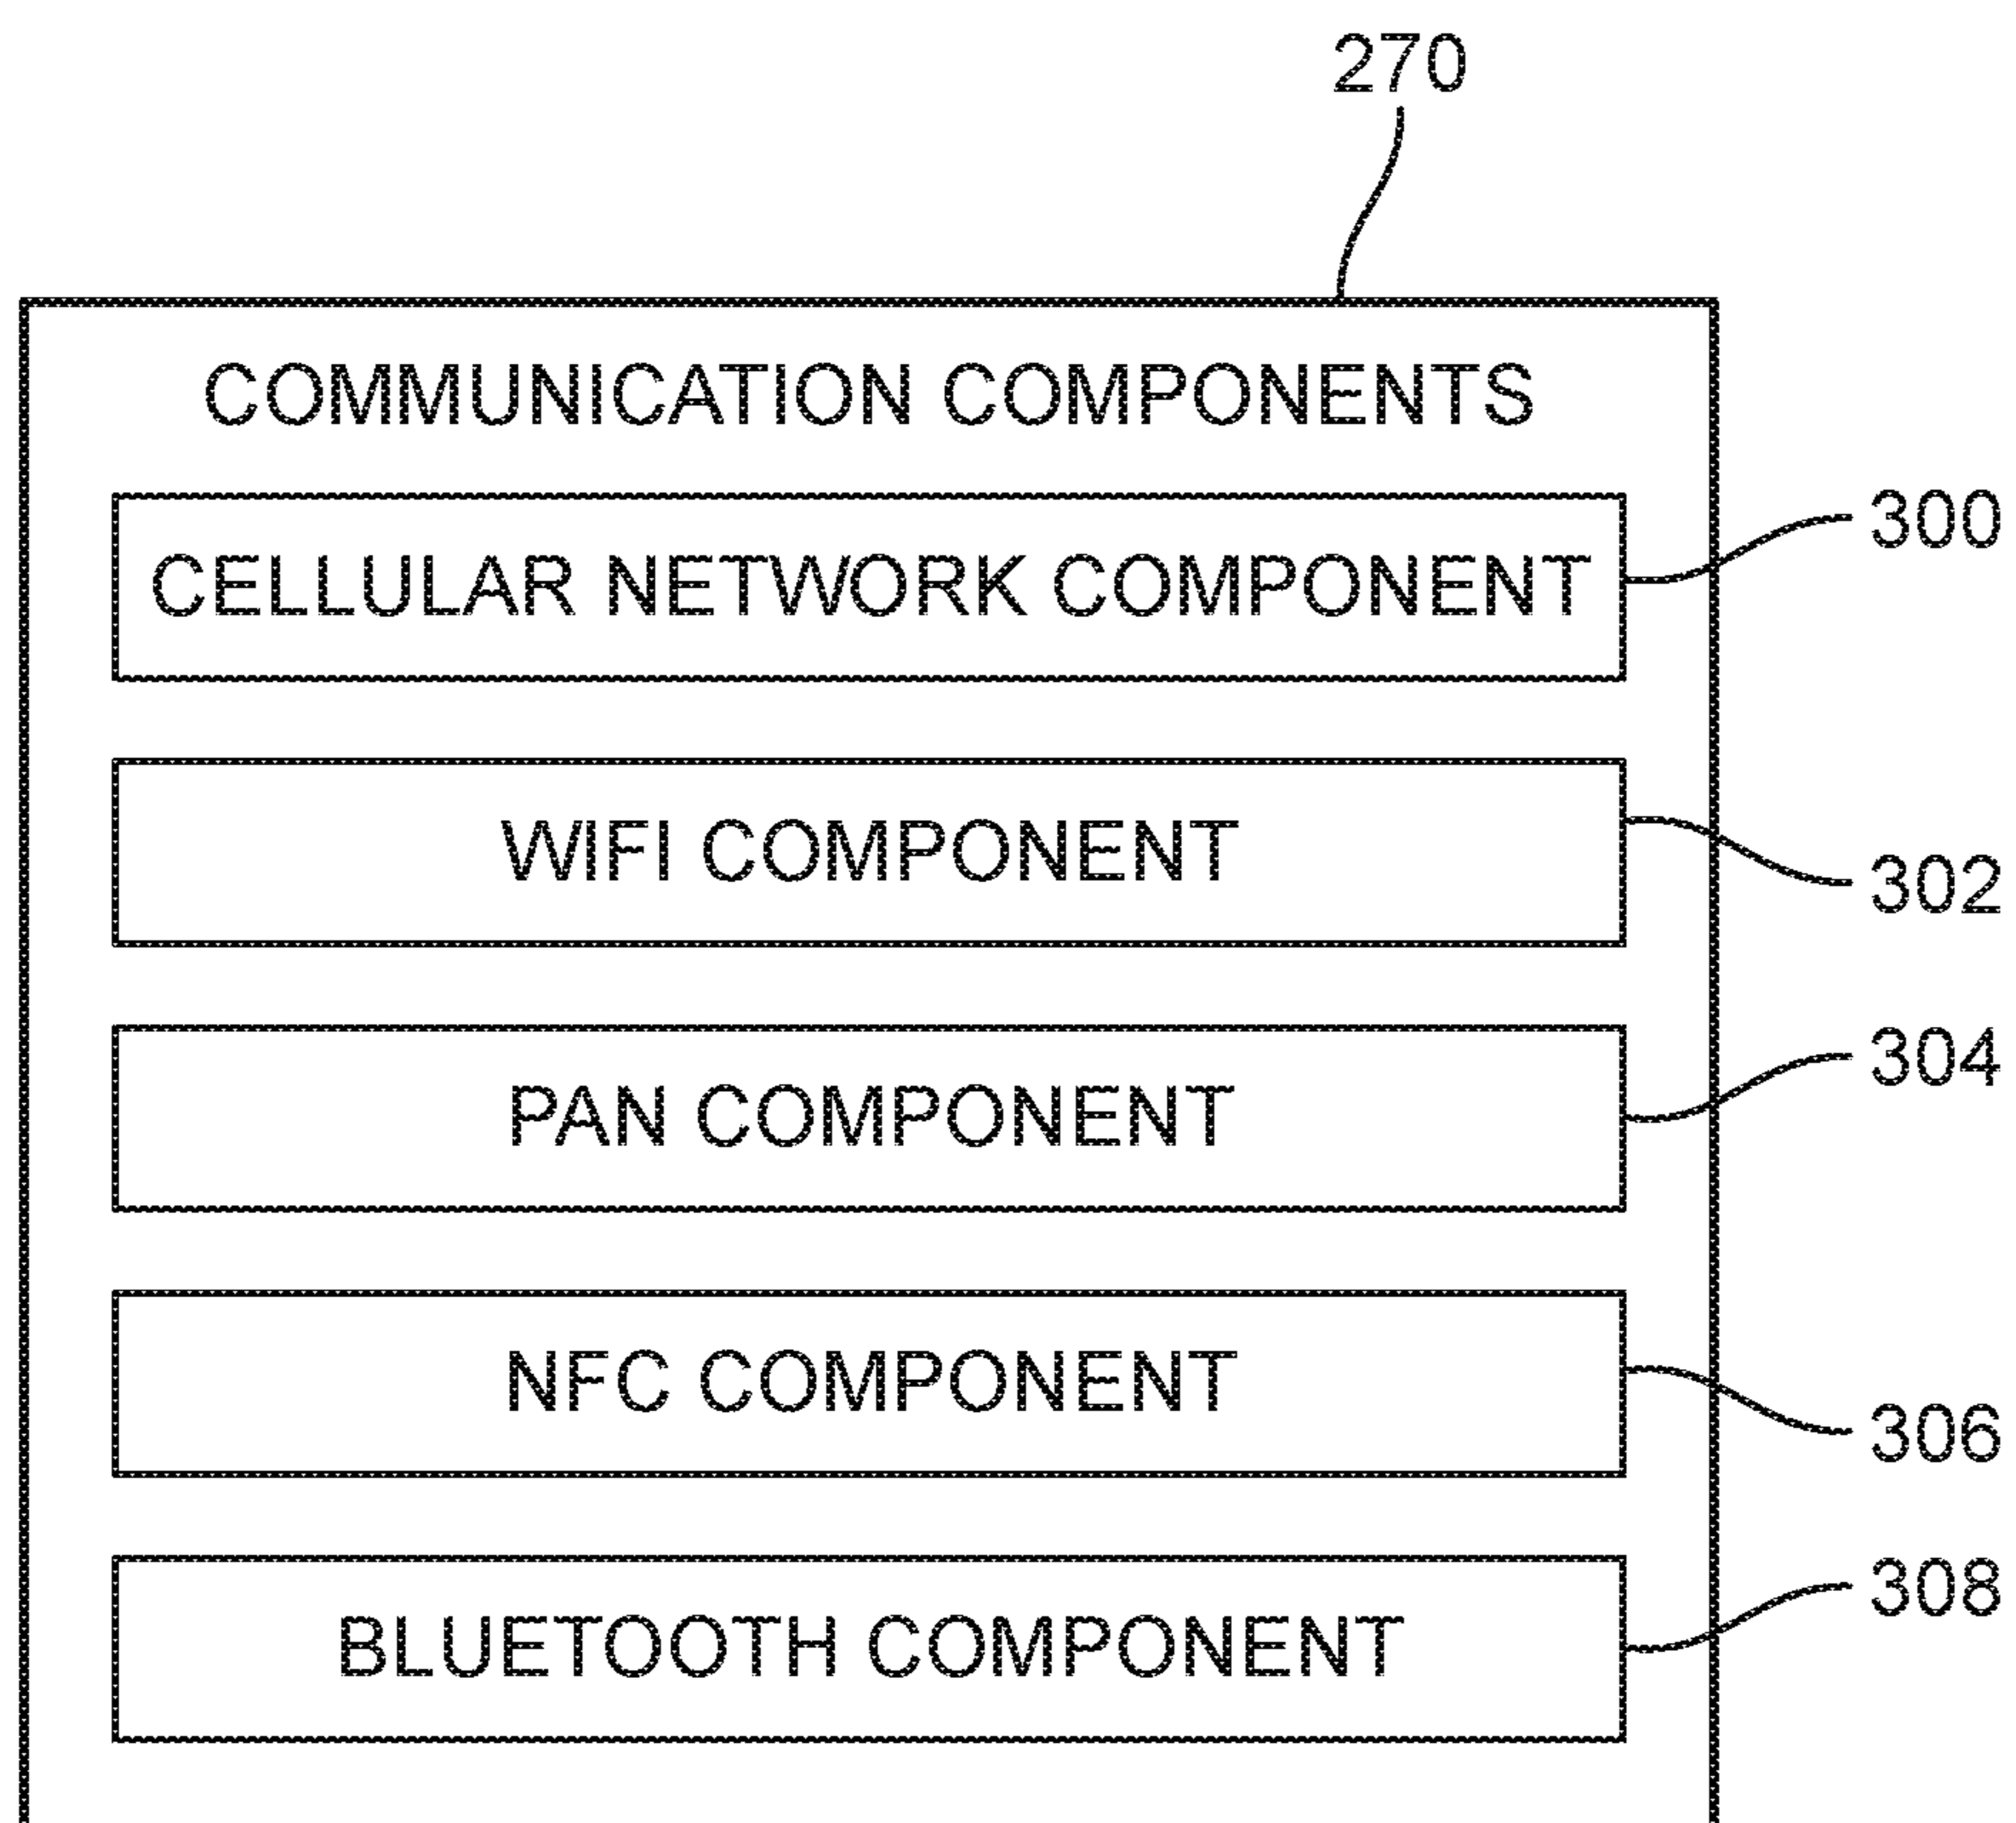 270
COMMUNICATION COMPONENTS
CELLULAR NETWORK COMPONENT
300
WIFI COMPONENT
302
PAN COMPONENT
304
NFC COMPONENT
306
BLUETOOTH COMPONENT
308